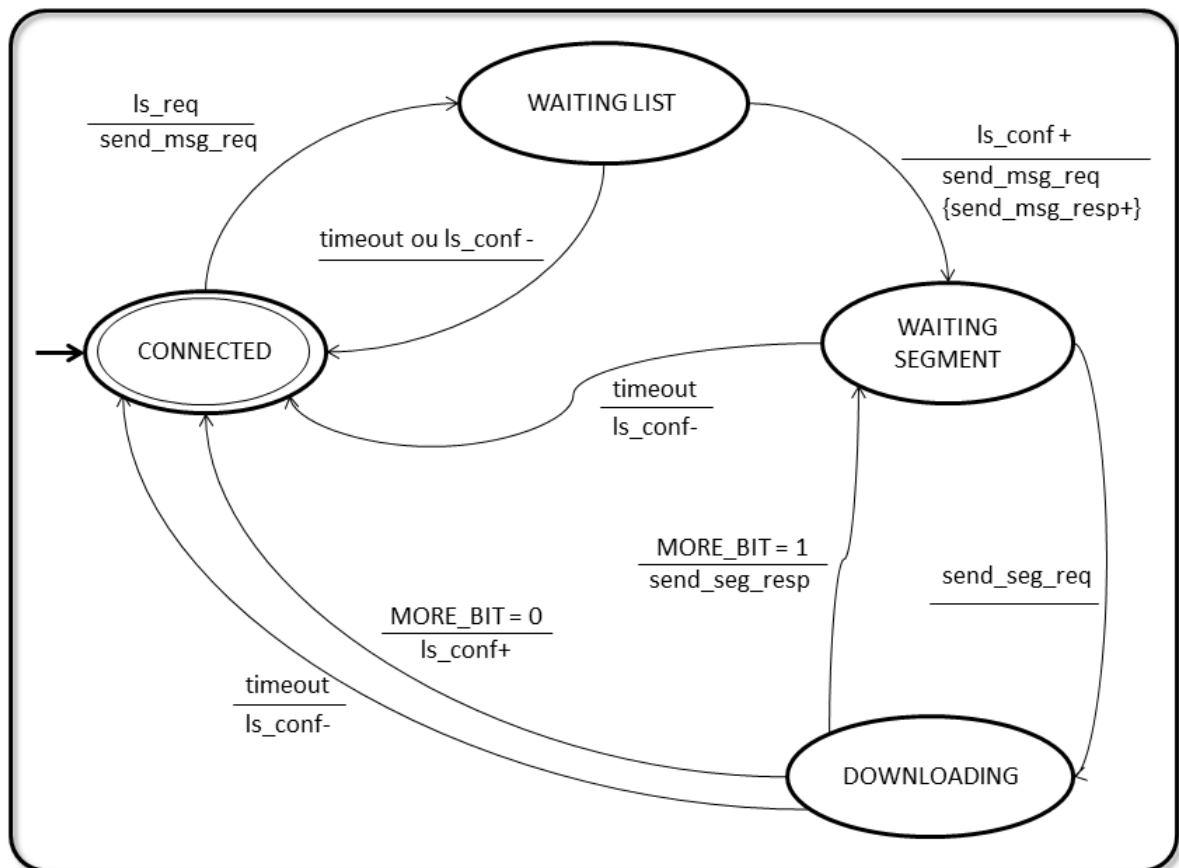 WAITING LIST
ls_req
send_msg_req
ls_conf +
send_msg_req
{send_msg_resp+}
timeout ou ls_conf -
CONNECTED
WAITING
SEGMENT
timeout
ls_conf-
MORE_BIT = 1
send_seg_resp
send_seg_req
MORE_BIT = 0
ls_conf+
timeout
ls_conf-
DOWNLOADING